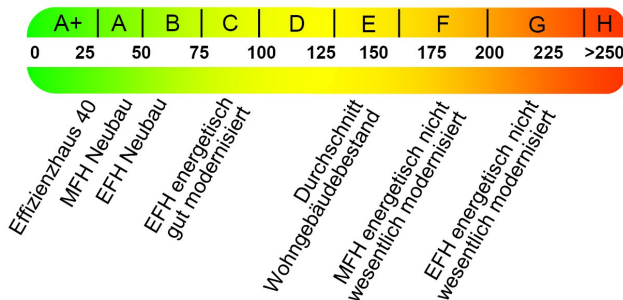 A+ A B C D E F G H
0 25 50 75 100 125 150 175 200 225 >250
Effizienzhaus 40
MFH Neubau
EFH Neubau
EFH energetisch
gut modernisiert
Durchschnitt
Wohngebäudebestand
MFH energetisch nicht
wesentlich modernisiert
EFH energetisch nicht
wesentlich modernisiert